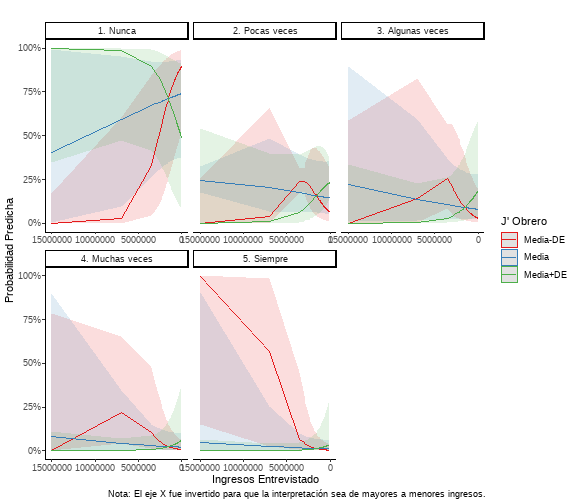 1. Nunca
2. Pocas veces
3. Algunas veces
100%
75%
50%
25%
0%
15000000 10000000 5000000 0
15000000 10000000 5000000 0
15000000 10000000 5000000 0
4. Muchas veces
5. Siempre
100%
75%
50%
25%
0%
15000000 10000000 5000000 0
15000000 10000000 5000000 0
Probabilidad Predicha
Ingresos Entrevistado
J' Obrero
Media-DE
Media
Media+DE
Nota: El eje X fue invertido para que la interpretación sea de mayores a menores ingresos.